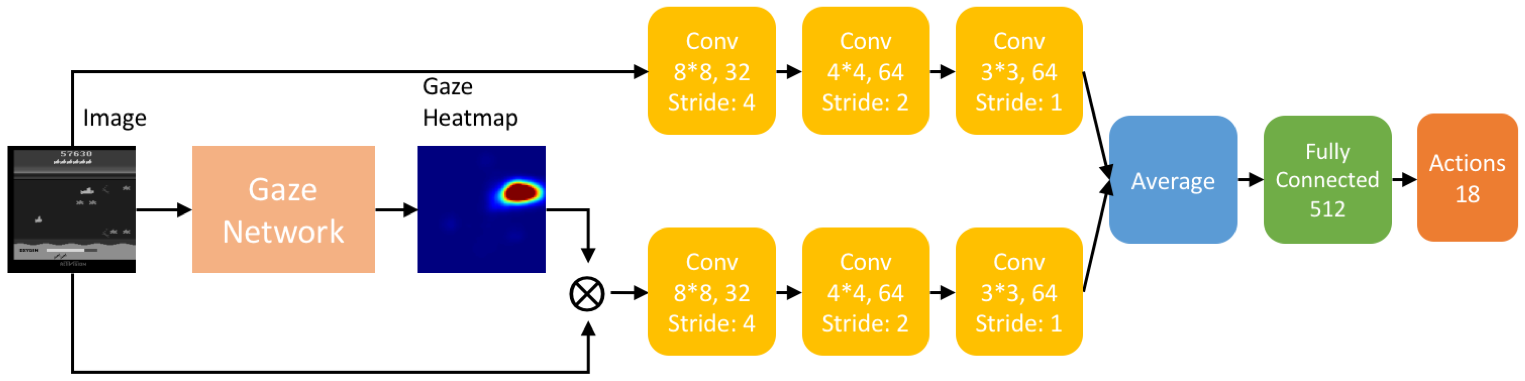 Image
57630
Gaze
Network
Gaze
Heatmap
Conv
8*8, 32
Stride: 4
Conv
4*4, 64
Stride: 2
Conv
3*3, 64
Stride: 1
Conv
8*8, 32
Stride: 4
Conv
4*4, 64
Stride: 2
Conv
3*3, 64
Stride: 1
Average
Fully
Connected
512
Actions
18